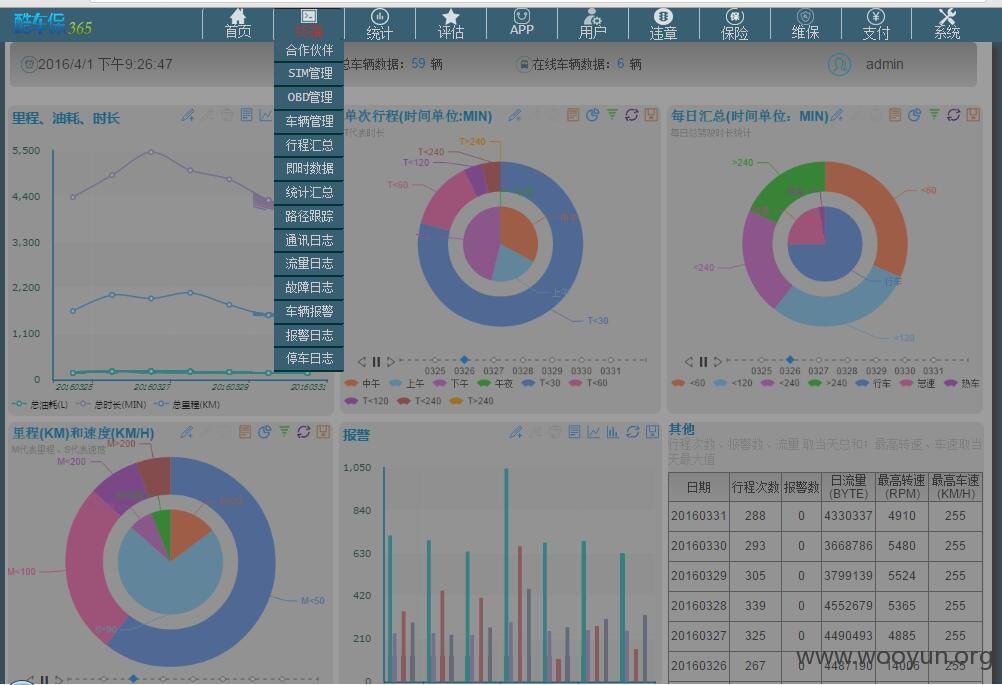 酷车保365
首页
终端
统计
评估
APP
用户
违章
保险
维保
支付
系统
2016/4/1 下午9:26:47
总车辆数据：59 辆
在线车辆数据：6 辆
admin
合作伙伴
SIM管理
OBD管理
车辆管理
行程汇总
即时数据
统计汇总
路径跟踪
通讯日志
流量日志
故障日志
车辆报警
报警日志
停车日志
里程、油耗、时长
5,500
4,400
3,300
2,200
1,100
0
20160325
20160327
20160329
20160331
总油耗(L)
总时长(MIN)
总里程(KM)
单次行程(时间单位:MIN)
T代表时长
T>240
T<240
T<120
T<60
上午
T<30
0325 0326 0327 0328 0329 0330 0331
中午 上午 下午 午夜 T<30 T<60
T<120 T<240 T>240
每日汇总(时间单位：MIN)
每日总驾驶时长统计
>240
<60
<240
行车
<120
0325 0326 0327 0328 0329 0330 0331
<60 <120 <240 >240 行车 怠速 热车
里程(KM)和速度(KM/H)
M代表里程、S代表速度
M>200
M<200
M<100
M<50
S<90
报警
1,050
840
630
420
210
0
其他
行程次数、报警数、流量 取当天总和！最高转速、车速取当
天最大值
日期 行程次数 报警数 日流量(BYTE) 最高转速(RPM) 最高车速(KM/H)
20160331 288 0 4330337 4910 255
20160330 293 0 3668786 5480 255
20160329 305 0 3799139 5524 255
20160328 339 0 4552679 5365 255
20160327 325 0 4490493 4885 255
20160326 267 0 4487190 14006 255
www.wooyun.org